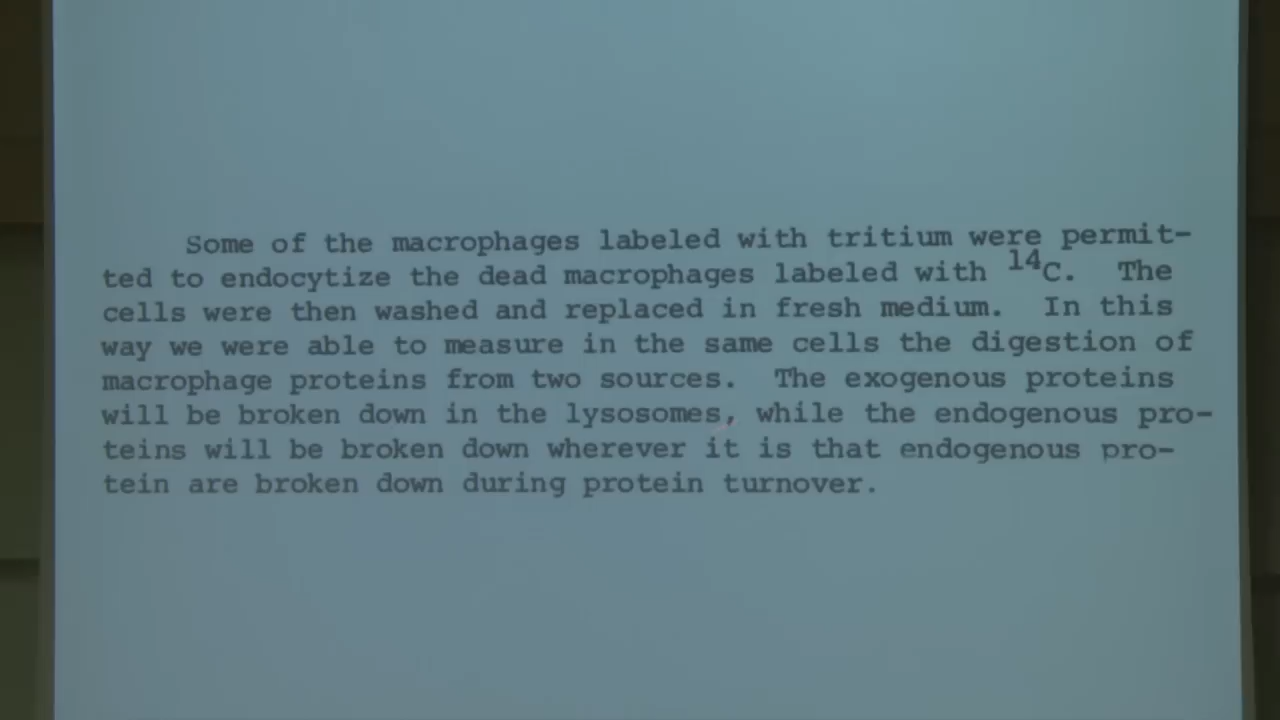 Some of the macrophages labeled with tritium were permit-
ted to endocytize the dead macrophages labeled with ¹⁴C. The
cells were then washed and replaced in fresh medium. In this
way we were able to measure in the same cells the digestion of
macrophage proteins from two sources. The exogenous proteins
will be broken down in the lysosomes, while the endogenous pro-
teins will be broken down wherever it is that endogenous pro-
tein are broken down during protein turnover.